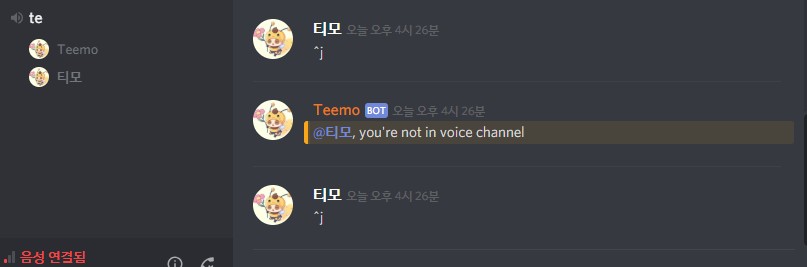 te
Teemo
티모
음성 연결됨
티모 오늘 오후 4시 26분
^j
Teemo BOT 오늘 오후 4시 26분
@티모, you're not in voice channel
티모 오늘 오후 4시 26분
^j